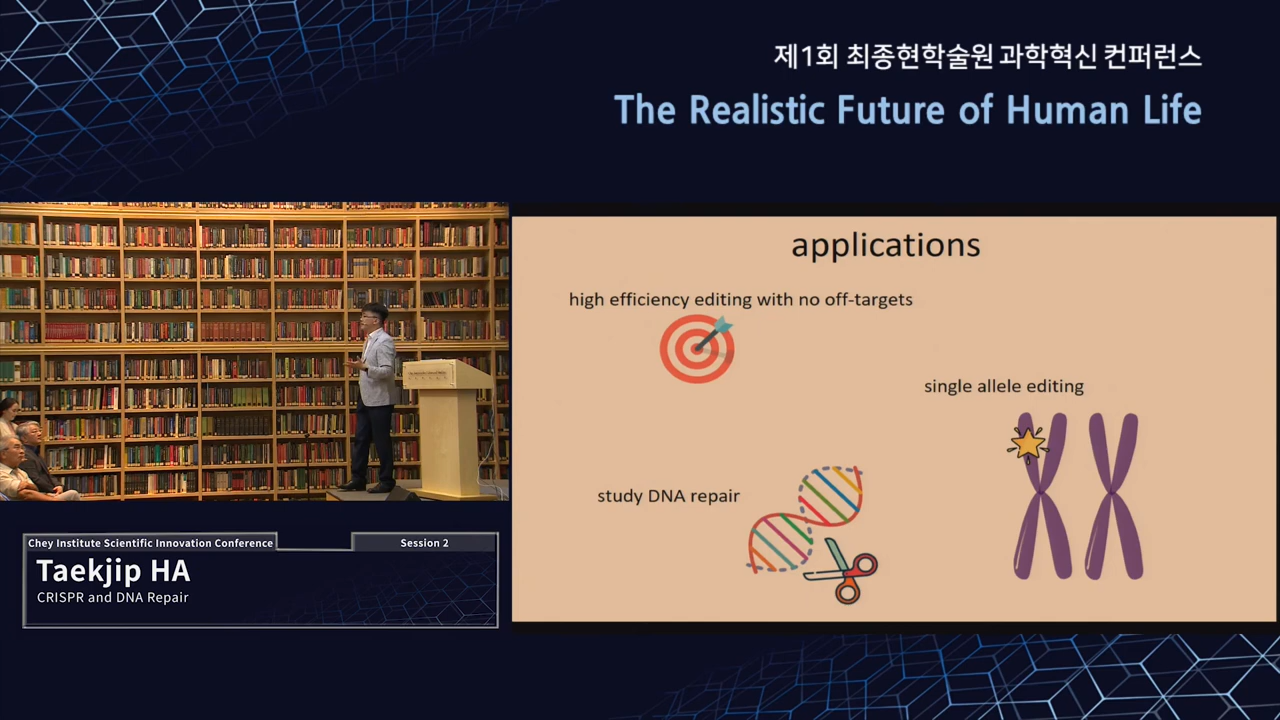 제1회 최종현학술원 과학혁신 컨퍼런스
The Realistic Future of Human Life
applications
high efficiency editing with no off-targets
single allele editing
study DNA repair
Chey Institute Scientific Innovation Conference
Session 2
Taekjip HA
CRISPR and DNA Repair